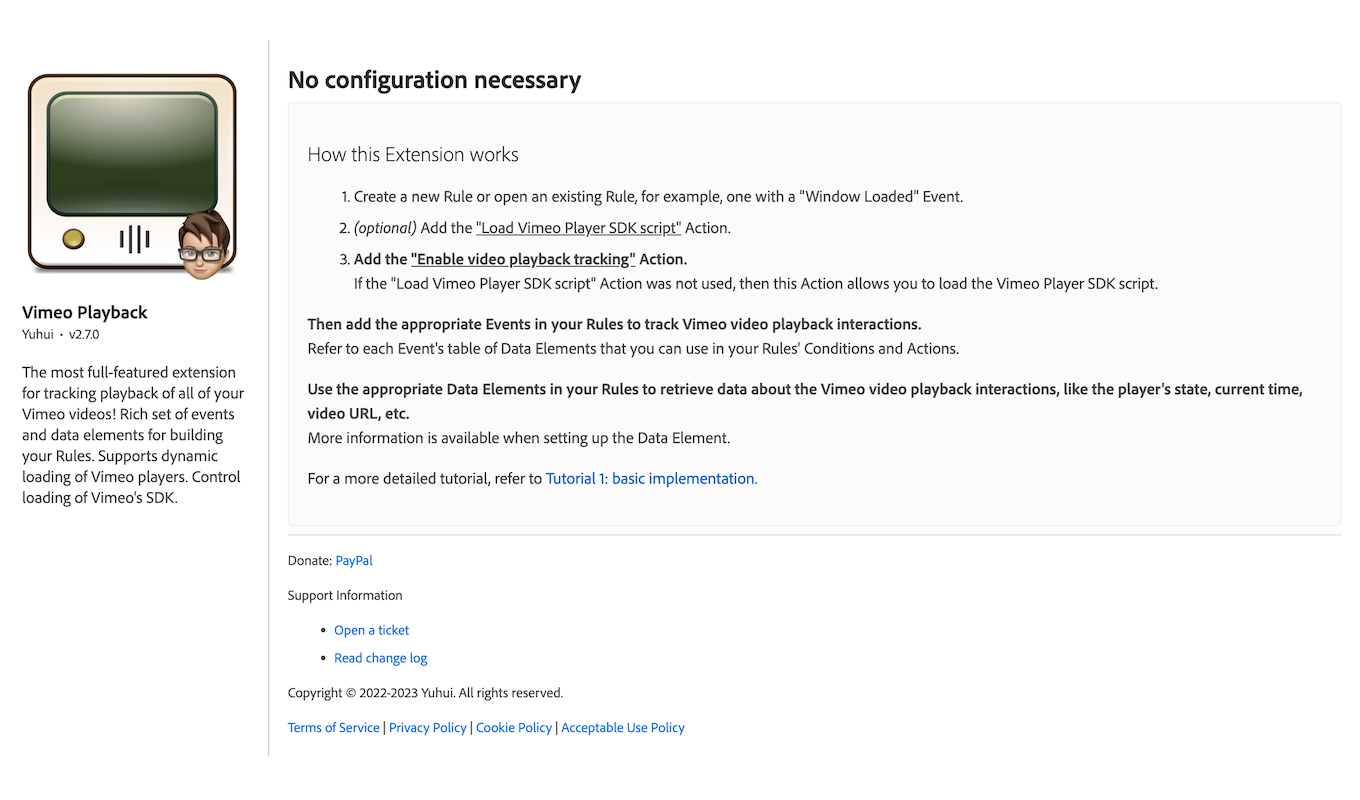 Vimeo Playback
Yuhui · v2.7.0
The most full-featured extension
for tracking playback of all of your
Vimeo videos! Rich set of events
and data elements for building
your Rules. Supports dynamic
loading of Vimeo players. Control
loading of Vimeo's SDK.
No configuration necessary
How this Extension works
1. Create a new Rule or open an existing Rule, for example, one with a "Window Loaded" Event.
2. (optional) Add the "Load Vimeo Player SDK script" Action.
3. Add the "Enable video playback tracking" Action.
If the "Load Vimeo Player SDK script" Action was not used, then this Action allows you to load the Vimeo Player SDK script.
Then add the appropriate Events in your Rules to track Vimeo video playback interactions.
Refer to each Event's table of Data Elements that you can use in your Rules' Conditions and Actions.
Use the appropriate Data Elements in your Rules to retrieve data about the Vimeo video playback interactions, like the player's state, current time,
video URL, etc.
More information is available when setting up the Data Element.
For a more detailed tutorial, refer to Tutorial 1: basic implementation.
Donate: PayPal
Support Information
• Open a ticket
• Read change log
Copyright © 2022-2023 Yuhui. All rights reserved.
Terms of Service | Privacy Policy | Cookie Policy | Acceptable Use Policy